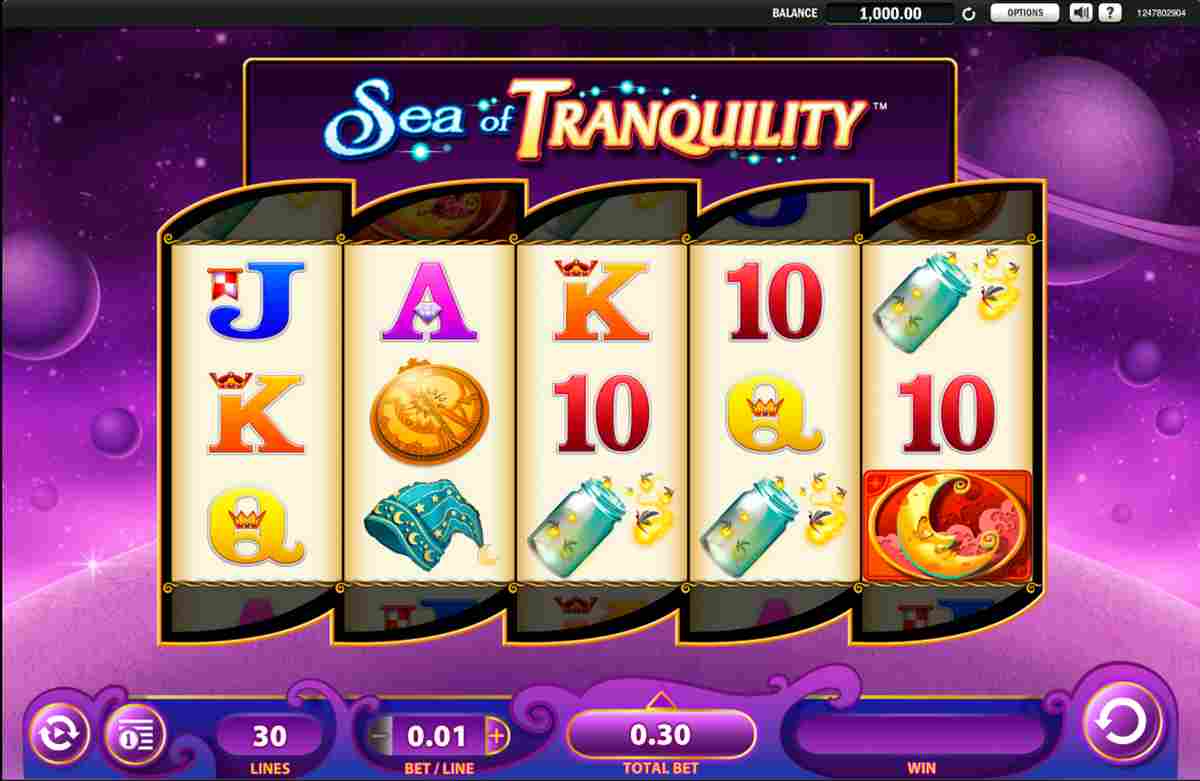 BALANCE 1,000.00 OPTIONS ? 1247802904
Sea of TRANQUILITY™
J A K 10
K 10 Q 10
Q
30 0.01 0.30
LINES BET/LINE TOTAL BET WIN